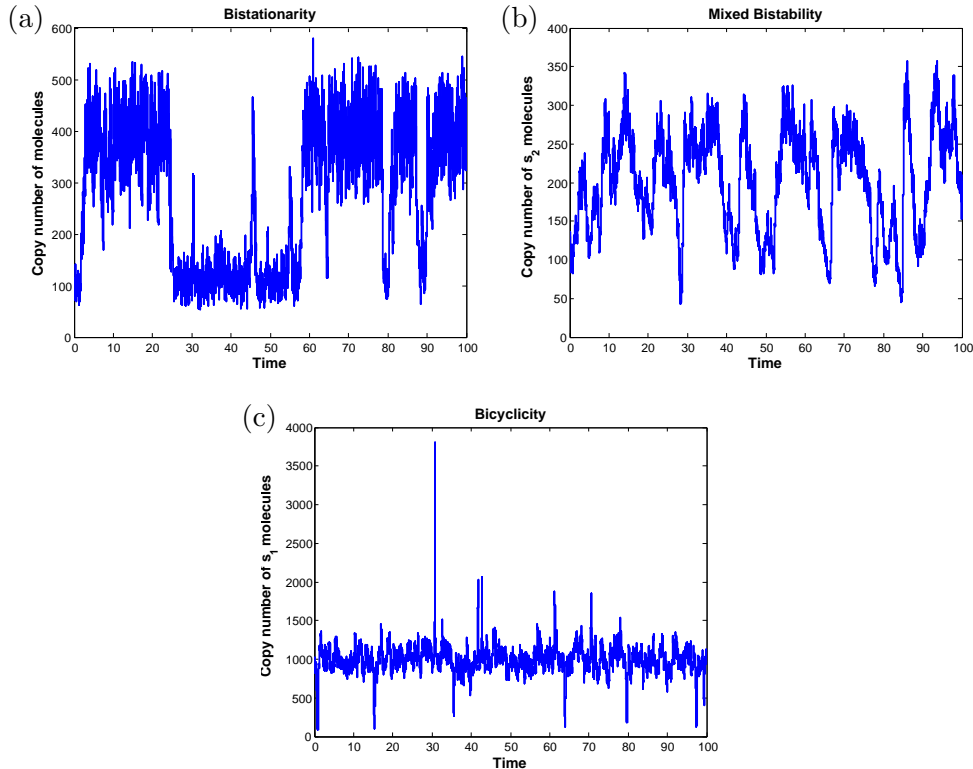 (a)
Bistationarity
Copy number of molecules
600
500
400
300
200
100
0
0 10 20 30 40 50 60 70 80 90 100
Time
(b)
Mixed Bistability
Copy number of s2 molecules
400
350
300
250
200
150
100
50
0
0 10 20 30 40 50 60 70 80 90 100
Time
(c)
Bicyclicity
Copy number of s1 molecules
4000
3500
3000
2500
2000
1500
1000
500
0
0 10 20 30 40 50 60 70 80 90 100
Time